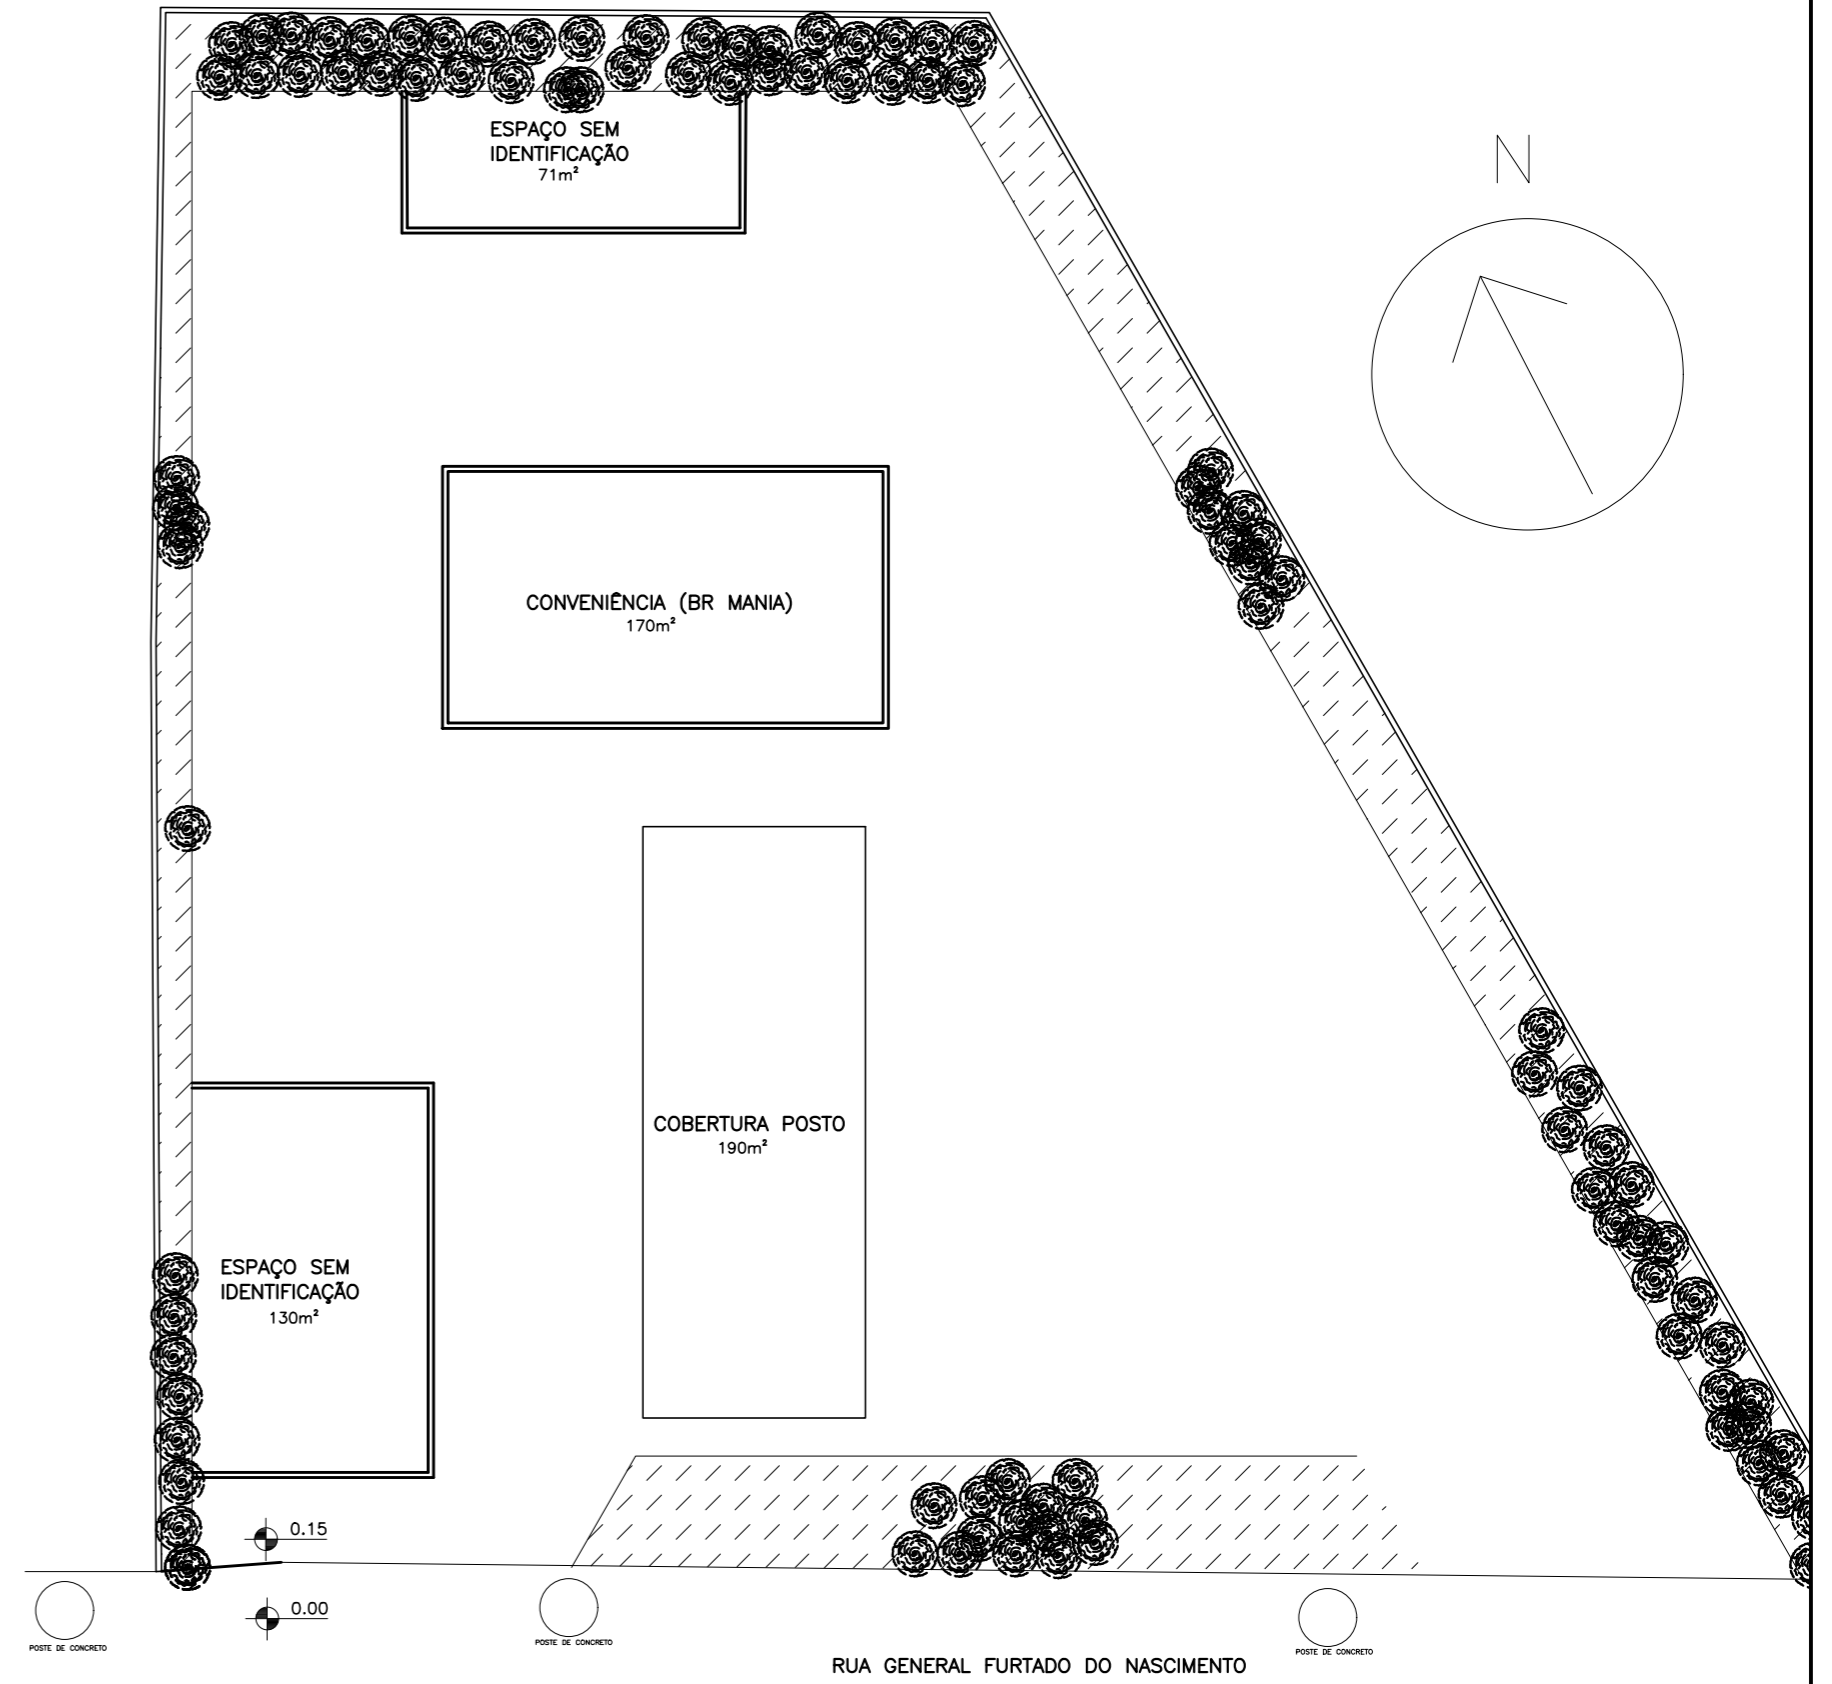 ESPAÇO SEM
IDENTIFICAÇÃO
71m²
N
CONVENIÊNCIA (BR MANIA)
170m²
COBERTURA POSTO
190m²
ESPAÇO SEM
IDENTIFICAÇÃO
130m²
0.15
0.00
POSTE DE CONCRETO
POSTE DE CONCRETO
POSTE DE CONCRETO
RUA GENERAL FURTADO DO NASCIMENTO